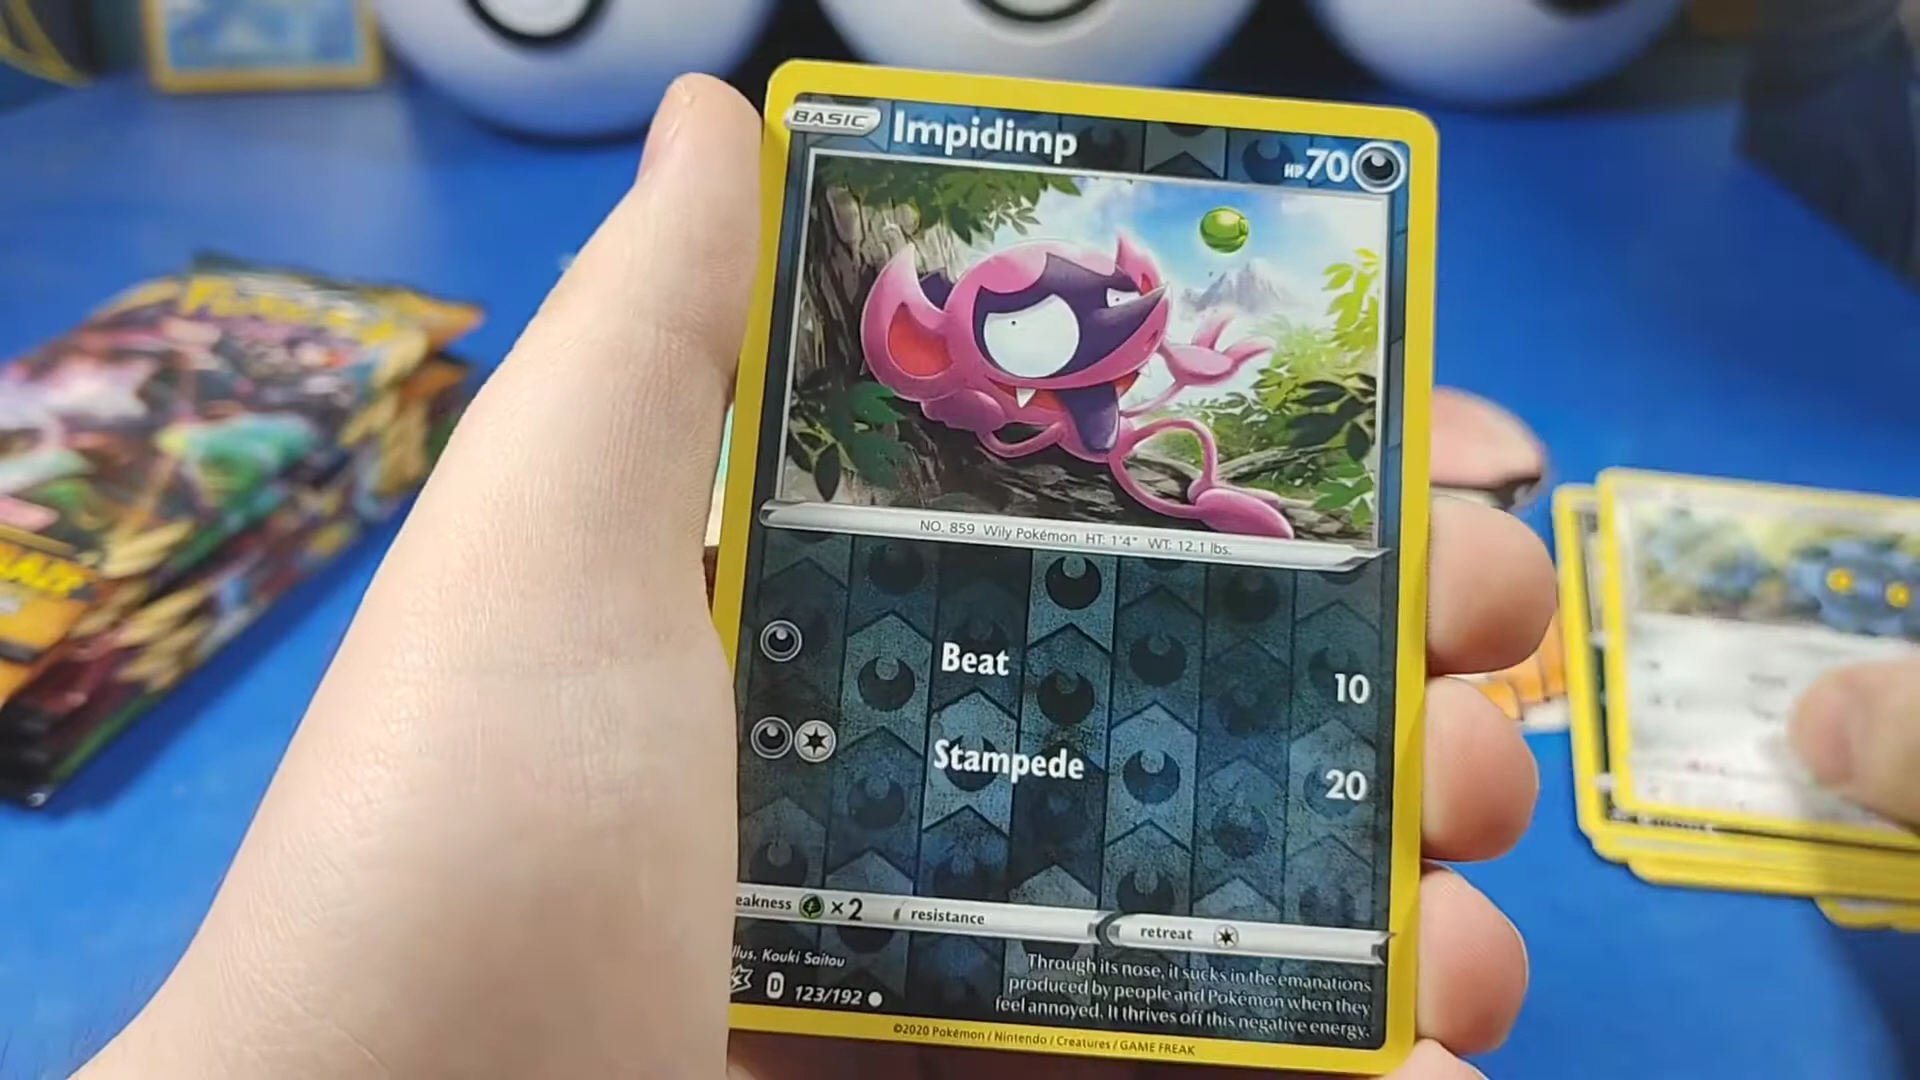 BASIC Impidimp HP 70
NO. 859 Wily Pokémon HT: 1'4" WT: 12.1 lbs.
Beat 10
Stampede 20
eakness ×2 resistance retreat
llus. Kouki Saitou
D 123/192
Through its nose, it sucks in the emanations
produced by people and Pokémon when they
feel annoyed. It thrives off this negative energy.
©2020 Pokémon / Nintendo / Creatures / GAME FREAK